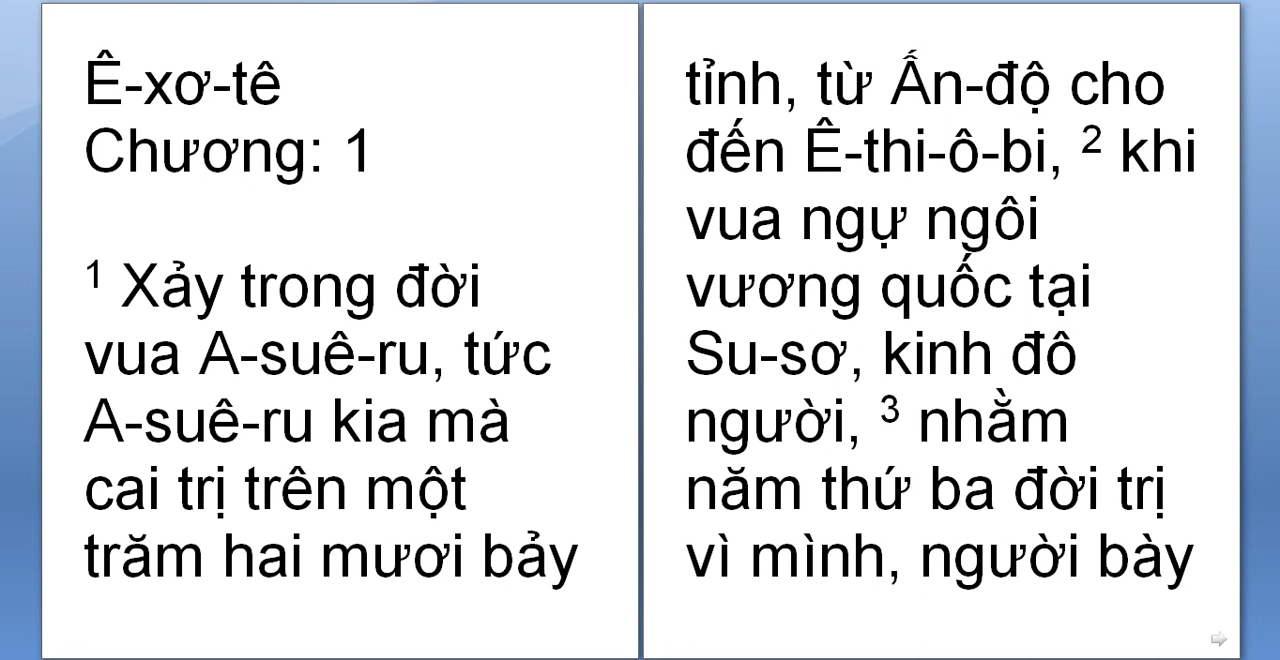 Ê-xơ-tê
Chương: 1
1 Xảy trong đời
vua A-suê-ru, tức
A-suê-ru kia mà
cai trị trên một
trăm hai mươi bảy
tỉnh, từ Ấn-độ cho
đến Ê-thi-ô-bi, 2 khi
vua ngự ngôi
vương quốc tại
Su-sơ, kinh đô
người, 3 nhằm
năm thứ ba đời trị
vì mình, người bày